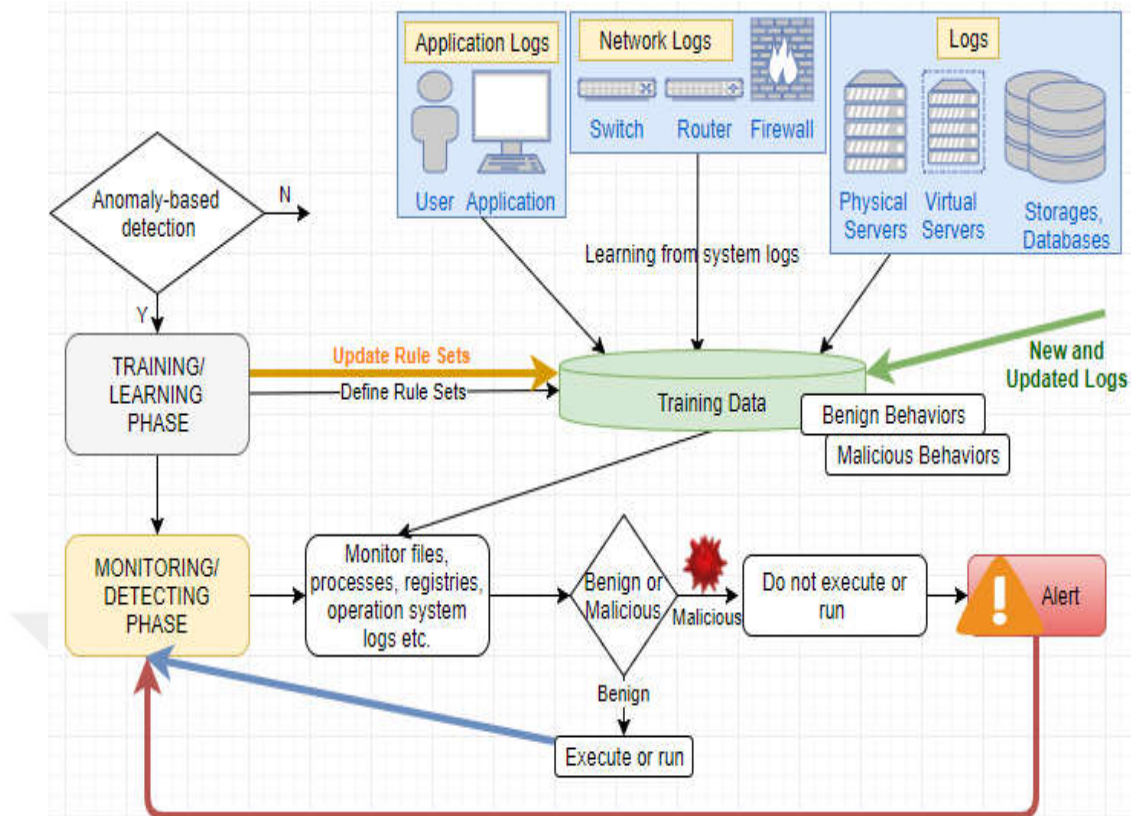 Application Logs
User
Application
Network Logs
Switch
Router
Firewall
Logs
Physical
Servers
Virtual
Servers
Storages,
Databases
Anomaly-based
detection
N
Y
Learning from system logs
TRAINING/
LEARNING
PHASE
Update Rule Sets
Define Rule Sets
Training Data
New and
Updated Logs
Benign Behaviors
Malicious Behaviors
MONITORING/
DETECTING
PHASE
Monitor files,
processes, registries,
operation system
logs etc.
Benign or
Malicious
Malicious
Do not execute or
run
Alert
Benign
Execute or run